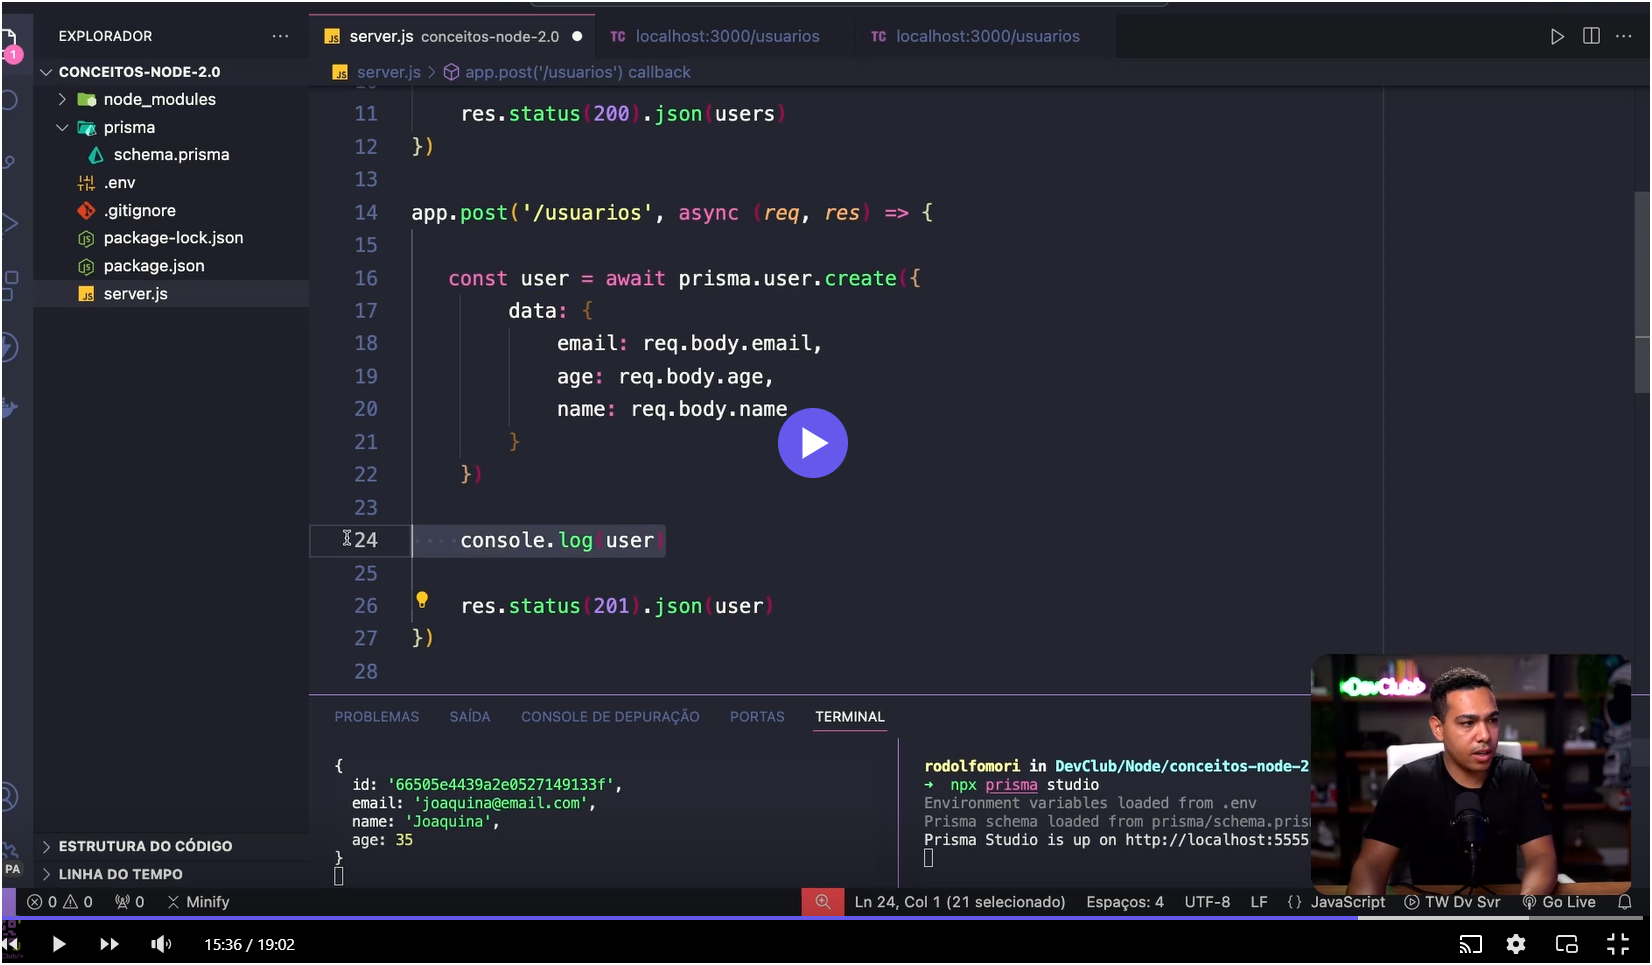 EXPLORADOR
CONCEITOS-NODE-2.0
node_modules
prisma
schema.prisma
.env
.gitignore
package-lock.json
package.json
server.js
ESTRUTURA DO CÓDIGO
LINHA DO TEMPO
1
PA
server.js conceitos-node-2.0
TC localhost:3000/usuarios
TC localhost:3000/usuarios
JS server.js > app.post('/usuarios') callback
11 res.status(200).json(users)
12 })
13
14 app.post('/usuarios', async (req, res) => {
15
16 const user = await prisma.user.create({
17 data: {
18 email: req.body.email,
19 age: req.body.age,
20 name: req.body.name
21 }
22 })
23
24 ····console.log(user)
25
26 res.status(201).json(user)
27 })
28
PROBLEMAS SAÍDA CONSOLE DE DEPURAÇÃO PORTAS TERMINAL
{
id: '66505e4439a2e0527149133f',
email: 'joaquina@email.com',
name: 'Joaquina',
age: 35
}
rodolfomori in DevClub/Node/conceitos-node-2
→ npx prisma studio
Environment variables loaded from .env
Prisma schema loaded from prisma/schema.pris
Prisma Studio is up on http://localhost:5555
DevClub
0 0 0 Minify
Ln 24, Col 1 (21 selecionado) Espaços: 4 UTF-8 LF {} JavaScript TW Dv Svr Go Live
15:36 / 19:02